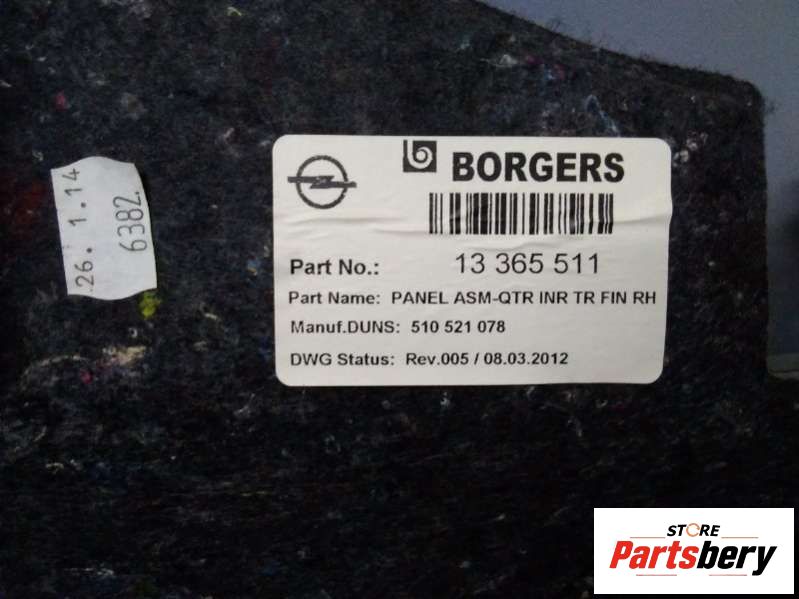 BORGERS
Part No.: 13 365 511
Part Name: PANEL ASM-QTR INR TR FIN RH
Manuf.DUNS: 510 521 078
DWG Status: Rev.005 / 08.03.2012
26. 1.14
6382
STORE
Partsbery